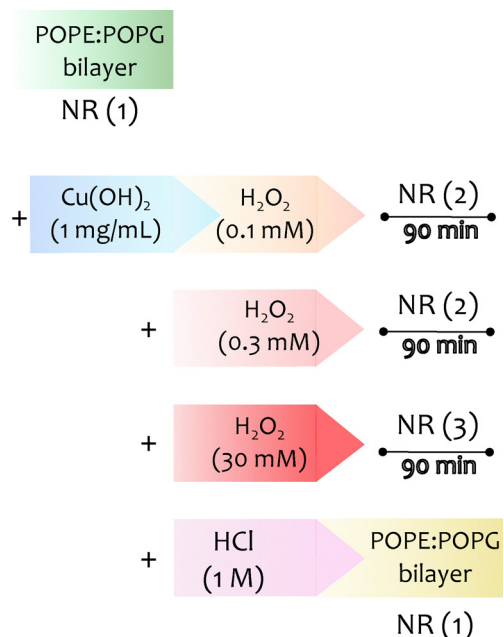 POPE:POPG
bilayer
NR (1)
+ Cu(OH)₂ H₂O₂ NR (2)
(1 mg/mL) (0.1 mM) 90 min
+ H₂O₂ NR (2)
(0.3 mM) 90 min
+ H₂O₂ NR (3)
(30 mM) 90 min
+ HCl POPE:POPG
(1 M) bilayer
NR (1)